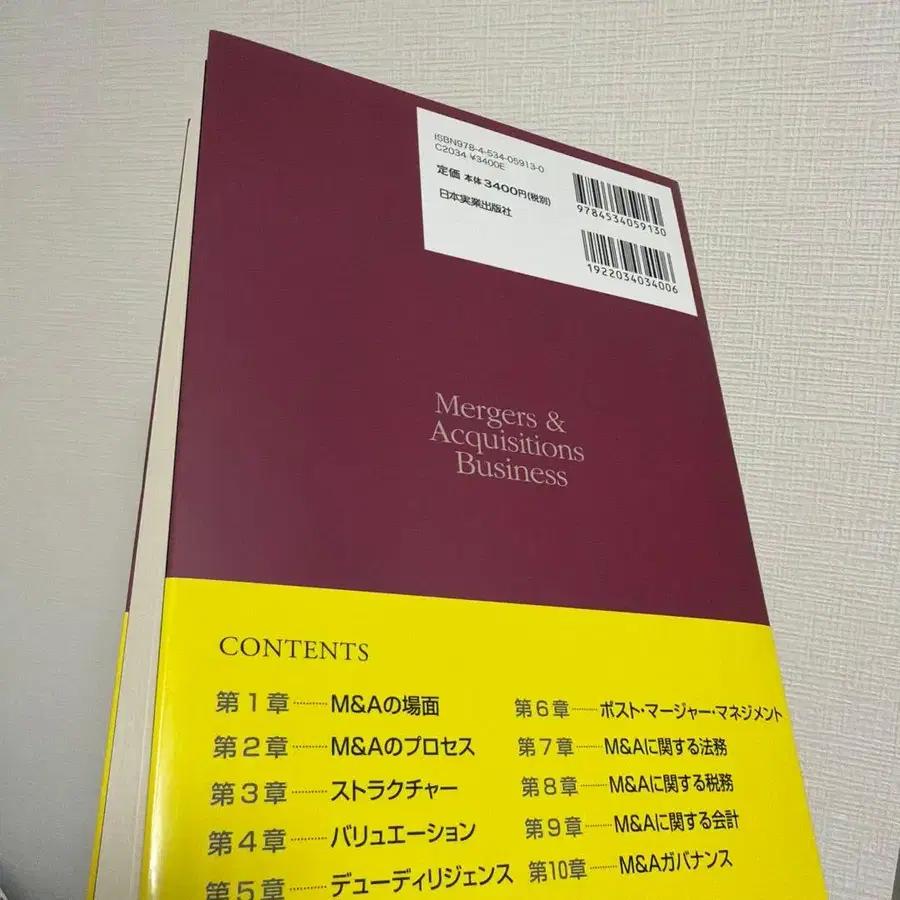 ISBN978-4-534-05913-0
C2034 ¥3400E
定価 本体3400円(税別)
日本実業出版社
9784534059130
1922034034006
Mergers &
Acquisitions
Business
CONTENTS
第1章………M&Aの場面
第2章………M&Aのプロセス
第3章………ストラクチャー
第4章………バリュエーション
第5章………デューディリジェンス
第6章………ポスト・マージャー・マネジメント
第7章………M&Aに関する法務
第8章………M&Aに関する税務
第9章………M&Aに関する会計
第10章………M&Aガバナンス